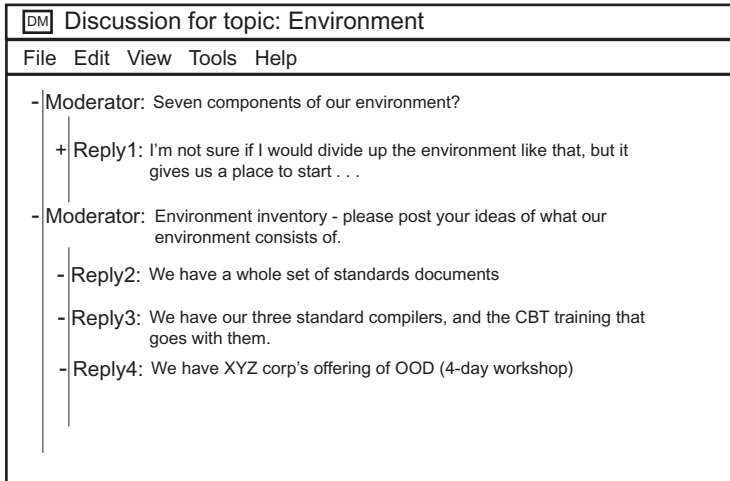 DM Discussion for topic: Environment
File Edit View Tools Help
- Moderator: Seven components of our environment?
+ Reply1: I'm not sure if I would divide up the environment like that, but it
gives us a place to start . . .
- Moderator: Environment inventory - please post your ideas of what our
environment consists of.
- Reply2: We have a whole set of standards documents
- Reply3: We have our three standard compilers, and the CBT training that
goes with them.
- Reply4: We have XYZ corp's offering of OOD (4-day workshop)